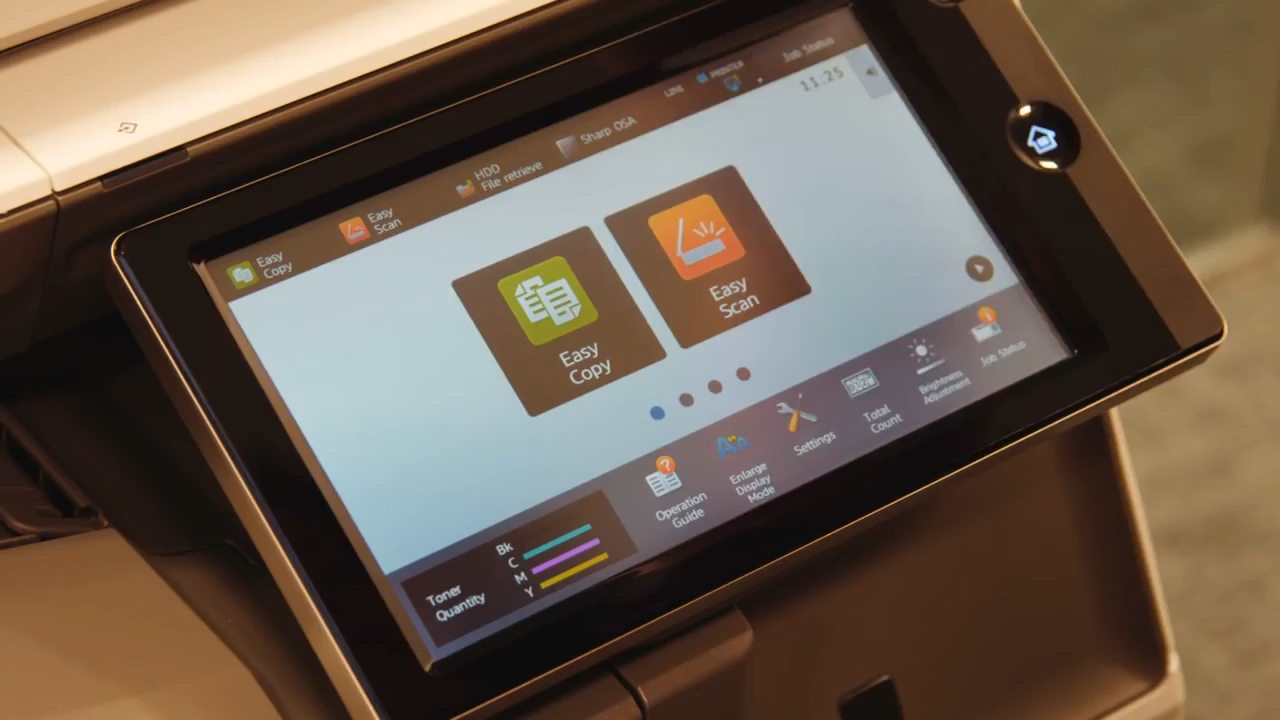 Job Status
LINE
PRINTER
11:25
Sharp OSA
HDD
File retrieve
Easy
Scan
Easy
Copy
Easy
Copy
Easy
Scan
Operation
Guide
Enlarge
Display
Mode
Settings
Total
Count
Brightness
Adjustment
Job Status
Toner
Quantity
Bk
C
M
Y